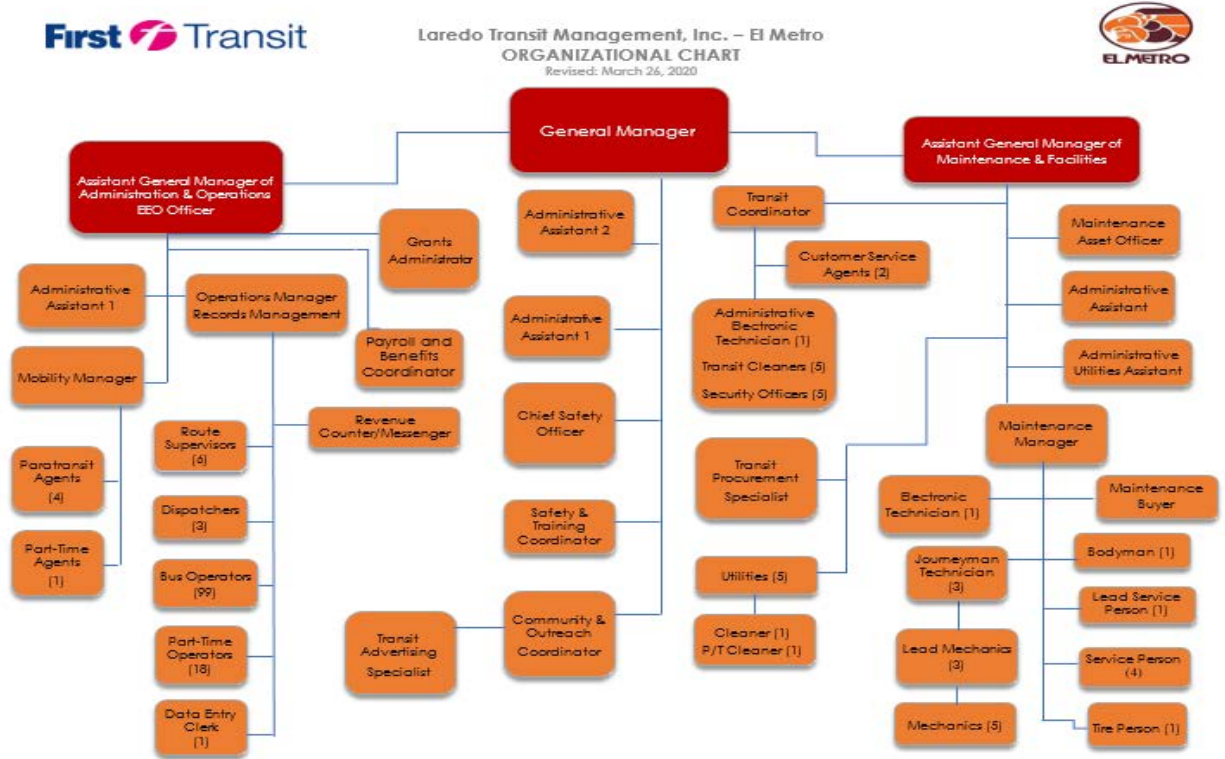 First Transit
Laredo Transit Management, Inc. – El Metro
ORGANIZATIONAL CHART
Revised: March 26, 2020
EL METRO
General Manager
Assistant General Manager of
Administration & Operations
EEO Officer
Assistant General Manager of
Maintenance & Facilities
Grants
Administrator
Administrative
Assistant 1
Operations Manager
Records Management
Payroll and
Benefits
Coordinator
Mobility Manager
Paratransit
Agents
(4)
Part-Time
Agents
(1)
Revenue
Counter/Messenger
Route
Supervisors
(6)
Dispatchers
(3)
Bus Operators
(99)
Part-Time
Operators
(18)
Data Entry
Clerk
(1)
Administrative
Assistant 2
Administrative
Assistant 1
Chief Safety
Officer
Safety &
Training
Coordinator
Community &
Outreach
Coordinator
Transit
Advertising
Specialist
Transit
Coordinator
Customer Service
Agents (2)
Administrative
Electronic
Technician (1)
Transit Cleaners (5)
Security Officers (5)
Transit
Procurement
Specialist
Utilities (5)
Cleaner (1)
P/T Cleaner (1)
Maintenance
Asset Officer
Administrative
Assistant
Administrative
Utilities Assistant
Maintenance
Manager
Electronic
Technician (1)
Maintenance
Buyer
Journeyman
Technician
(3)
Bodyman (1)
Lead Service
Person (1)
Lead Mechanics
(3)
Service Person
(4)
Mechanics (5)
Tire Person (1)